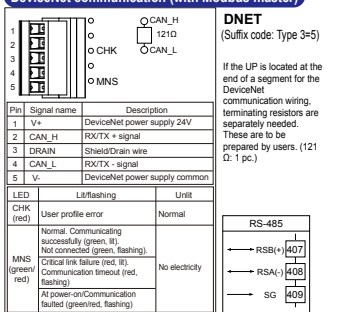 DeviceNet communication (with Modbus master)
1
2
3
4
5
CHK
MNS
CAN_H
121Ω
CAN_L
DNET
(Suffix code: Type 3=5)
If the UP is located at the
end of a segment for the
DeviceNet
communication wiring,
terminating resistors are
separately needed.
These are to be
prepared by users. (121
Ω: 1 pc.)
Pin Signal name Description
1 V+ DeviceNet power supply 24V
2 CAN_H RX/TX + signal
3 DRAIN Shield/Drain wire
4 CAN_L RX/TX - signal
5 V- DeviceNet power supply common
LED Lit/flashing Unlit
CHK
(red)
User profile error Normal
MNS
(green/
red)
Normal. Communicating
successfully (green, lit).
Not connected (green, flashing).
Critical link failure (red, lit).
Communication timeout (red,
flashing)
At power-on/Communication
faulted (green/red, flashing)
No electricity
RS-485
RSB(+) 407
RSA(-) 408
SG 409